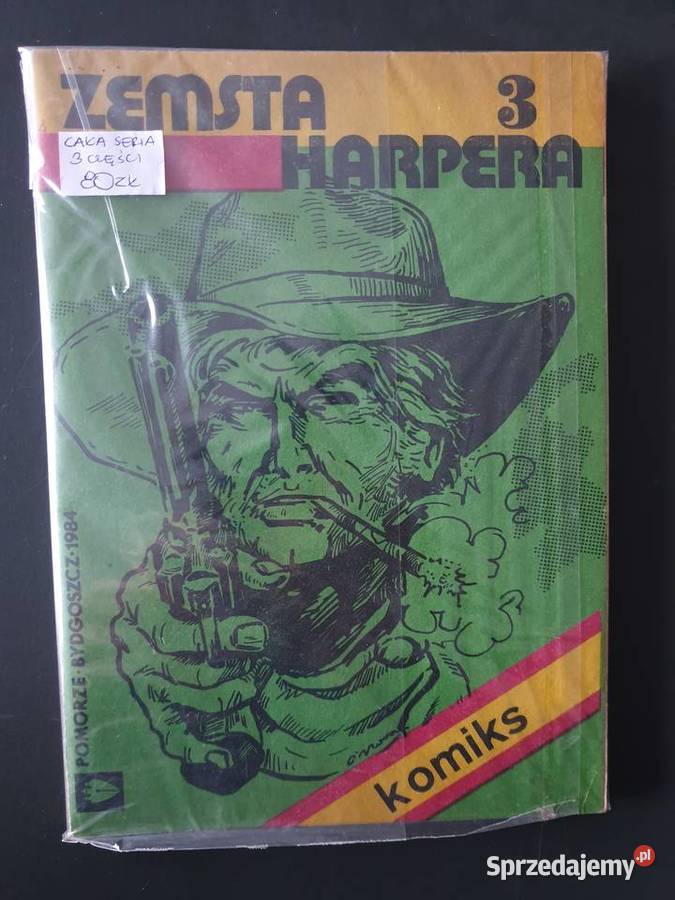 ZEMSTA 3
HARPERA
CAŁA SERIA
3 CZĘŚCI
80ZŁ
POMORZE·BYDGOSZCZ·1984
komiks
Sprzedajemy.pl